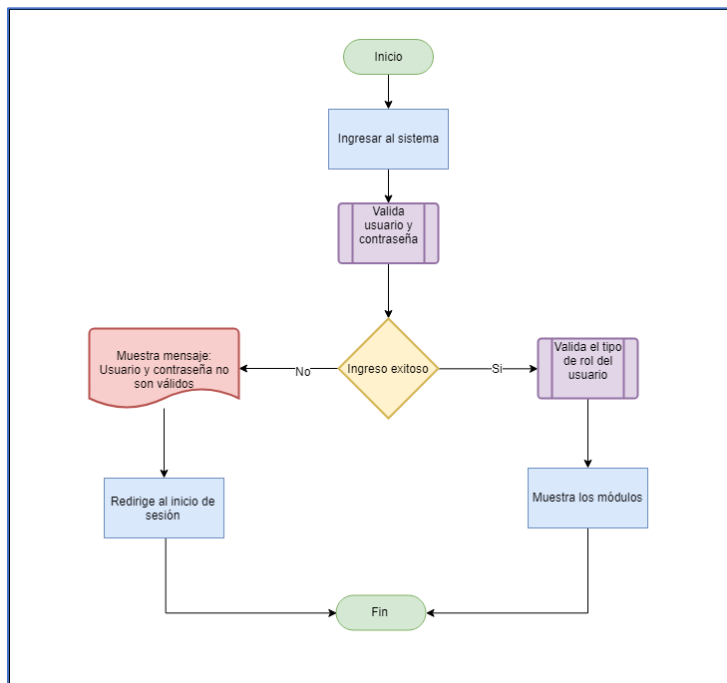 Inicio
Ingresar al sistema
Valida
usuario y
contraseña
Muestra mensaje:
Usuario y contraseña no
son válidos
No
Ingreso exitoso
Si
Valida el tipo
de rol del
usuario
Redirige al inicio de
sesión
Muestra los módulos
Fin